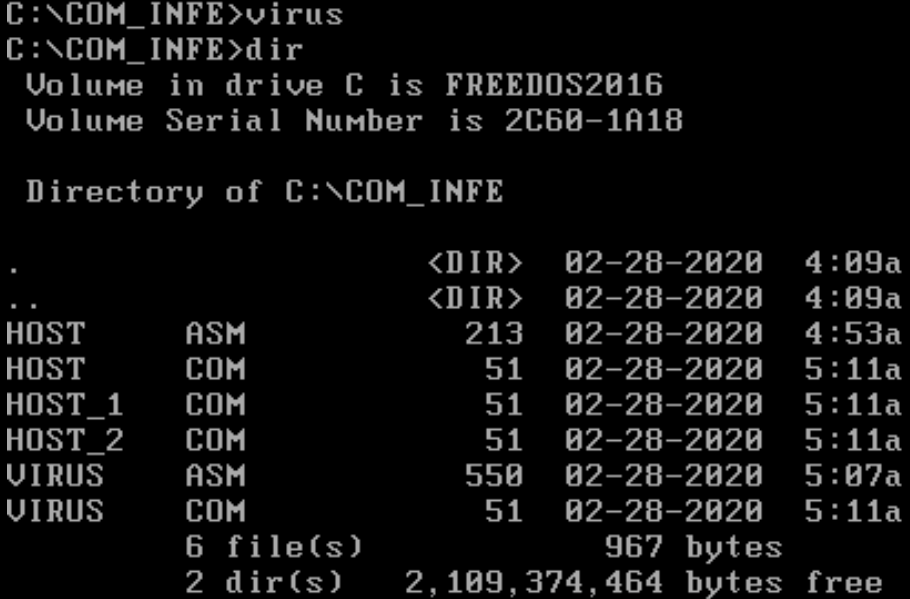 C:\COM_INFE>virus
C:\COM_INFE>dir
Volume in drive C is FREEDOS2016
Volume Serial Number is 2C60-1A18
Directory of C:\COM_INFE
. <DIR> 02-28-2020 4:09a
.. <DIR> 02-28-2020 4:09a
HOST ASM 213 02-28-2020 4:53a
HOST COM 51 02-28-2020 5:11a
HOST_1 COM 51 02-28-2020 5:11a
HOST_2 COM 51 02-28-2020 5:11a
VIRUS ASM 550 02-28-2020 5:07a
VIRUS COM 51 02-28-2020 5:11a
6 file(s) 967 bytes
2 dir(s) 2,109,374,464 bytes free